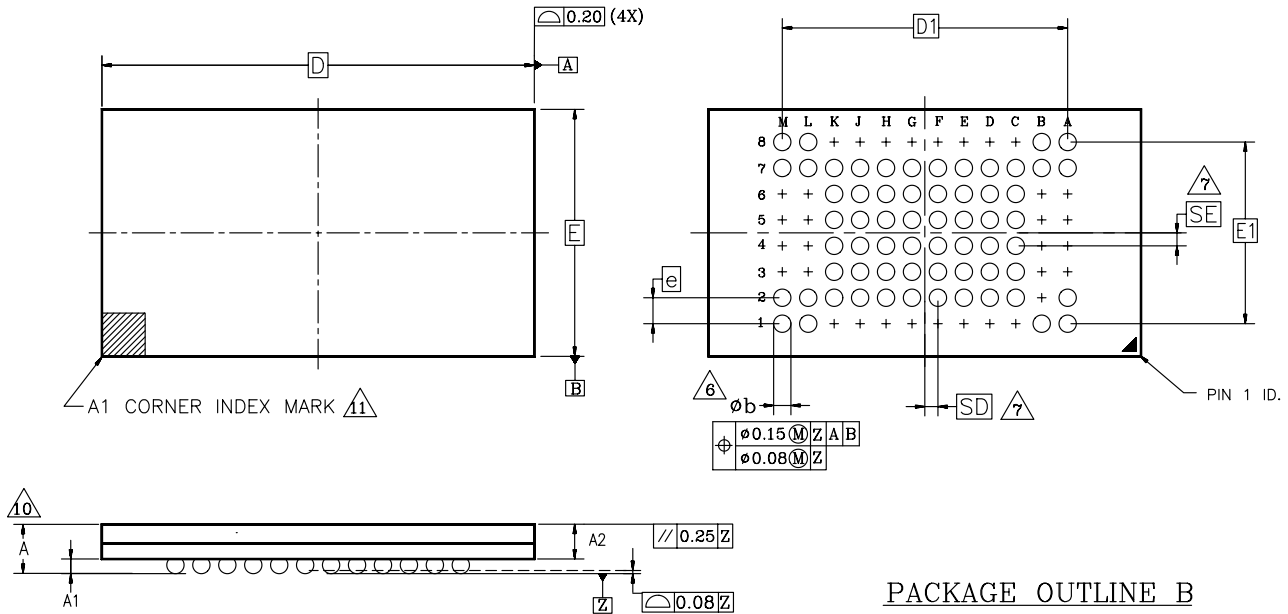 ⌓ 0.20 (4X)
D
A
E
B
A1 CORNER INDEX MARK 11
D1
M L K J H G F E D C B A
8
7
6
5
4
3
2
1
7
SE
E1
e
6
øb
SD 7
PIN 1 ID.
⌖ ø0.15 Ⓜ Z A B
ø0.08 Ⓜ Z
10
A
A1
A2
// 0.25 Z
Z
⌓ 0.08 Z
PACKAGE OUTLINE B